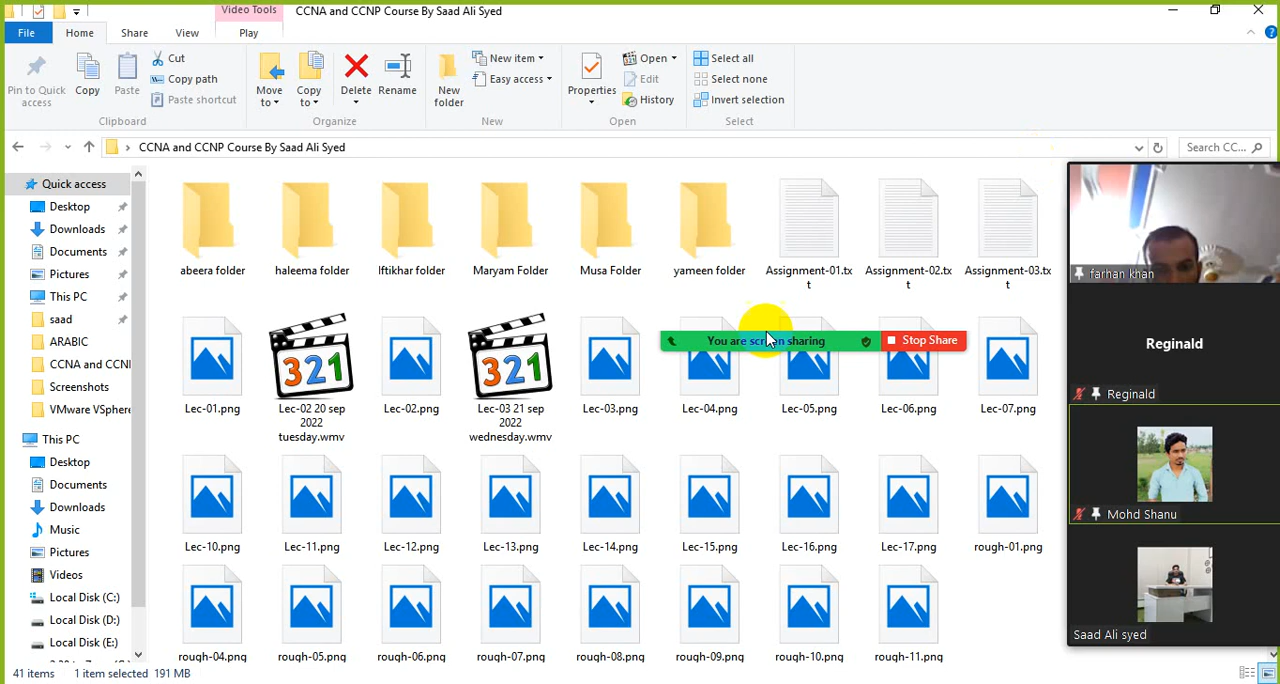 Video Tools
CCNA and CCNP Course By Saad Ali Syed
File
Home
Share
View
Play
Pin to Quick
access
Copy
Paste
Cut
Copy path
Paste shortcut
Clipboard
Move
to
Copy
to
Delete
Rename
Organize
New
folder
New item
Easy access
New
Properties
Open
Edit
History
Open
Select all
Select none
Invert selection
Select
CCNA and CCNP Course By Saad Ali Syed
Search CC...
Quick access
Desktop
Downloads
Documents
Pictures
This PC
saad
ARABIC
CCNA and CCNI
Screenshots
VMware VSphere
This PC
Desktop
Documents
Downloads
Music
Pictures
Videos
Local Disk (C:)
Local Disk (D:)
Local Disk (E:)
abeera folder
haleema folder
Iftikhar folder
Maryam Folder
Musa Folder
yameen folder
Assignment-01.tx
t
Assignment-02.tx
t
Assignment-03.tx
t
321
321
You are screen sharing
Stop Share
Lec-01.png
Lec-02 20 sep
2022
tuesday.wmv
Lec-02.png
Lec-03 21 sep
2022
wednesday.wmv
Lec-03.png
Lec-04.png
Lec-05.png
Lec-06.png
Lec-07.png
Lec-10.png
Lec-11.png
Lec-12.png
Lec-13.png
Lec-14.png
Lec-15.png
Lec-16.png
Lec-17.png
rough-01.png
rough-04.png
rough-05.png
rough-06.png
rough-07.png
rough-08.png
rough-09.png
rough-10.png
rough-11.png
farhan khan
Reginald
Reginald
Mohd Shanu
Saad Ali syed
41 items
1 item selected 191 MB